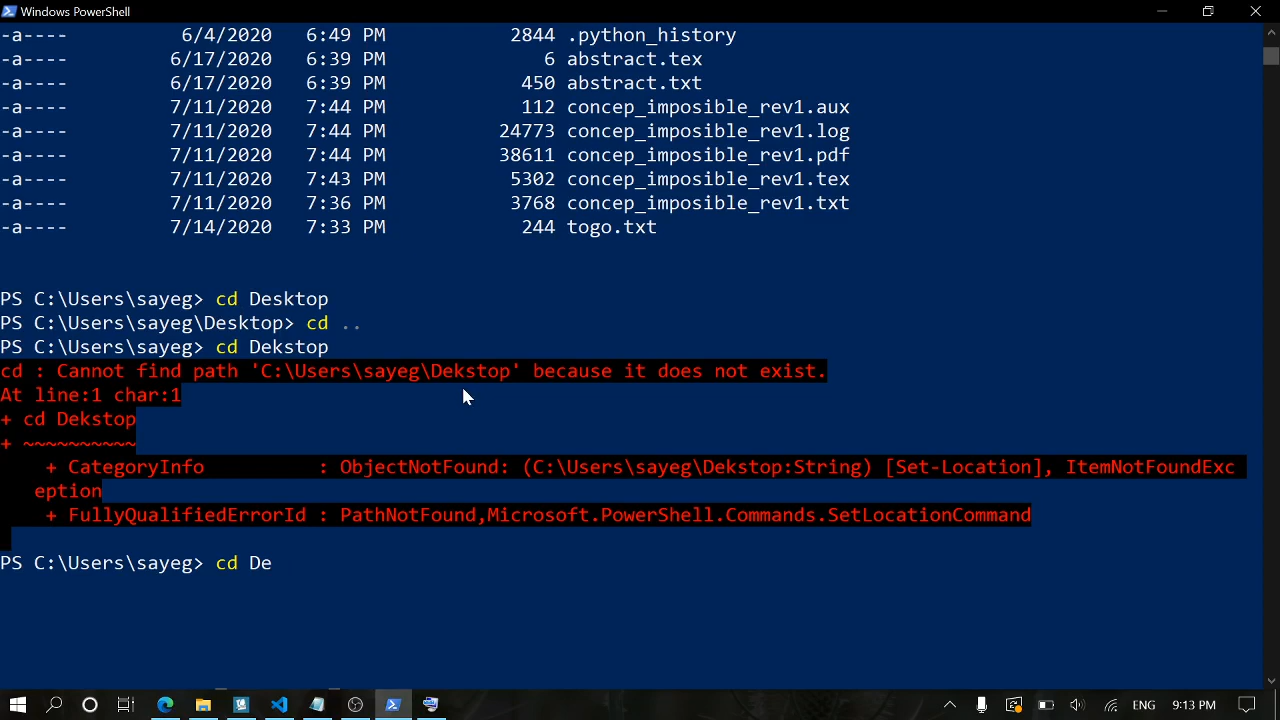 Windows PowerShell
-a---- 6/4/2020 6:49 PM 2844 .python_history
-a---- 6/17/2020 6:39 PM 6 abstract.tex
-a---- 6/17/2020 6:39 PM 450 abstract.txt
-a---- 7/11/2020 7:44 PM 112 concep_imposible_rev1.aux
-a---- 7/11/2020 7:44 PM 24773 concep_imposible_rev1.log
-a---- 7/11/2020 7:44 PM 38611 concep_imposible_rev1.pdf
-a---- 7/11/2020 7:43 PM 5302 concep_imposible_rev1.tex
-a---- 7/11/2020 7:36 PM 3768 concep_imposible_rev1.txt
-a---- 7/14/2020 7:33 PM 244 togo.txt
PS C:\Users\sayeg> cd Desktop
PS C:\Users\sayeg\Desktop> cd ..
PS C:\Users\sayeg> cd Dekstop
cd : Cannot find path 'C:\Users\sayeg\Dekstop' because it does not exist.
At line:1 char:1
+ cd Dekstop
+ ~~~~~~~~~~
+ CategoryInfo : ObjectNotFound: (C:\Users\sayeg\Dekstop:String) [Set-Location], ItemNotFoundExc
eption
+ FullyQualifiedErrorId : PathNotFound,Microsoft.PowerShell.Commands.SetLocationCommand
PS C:\Users\sayeg> cd De
ENG 9:13 PM